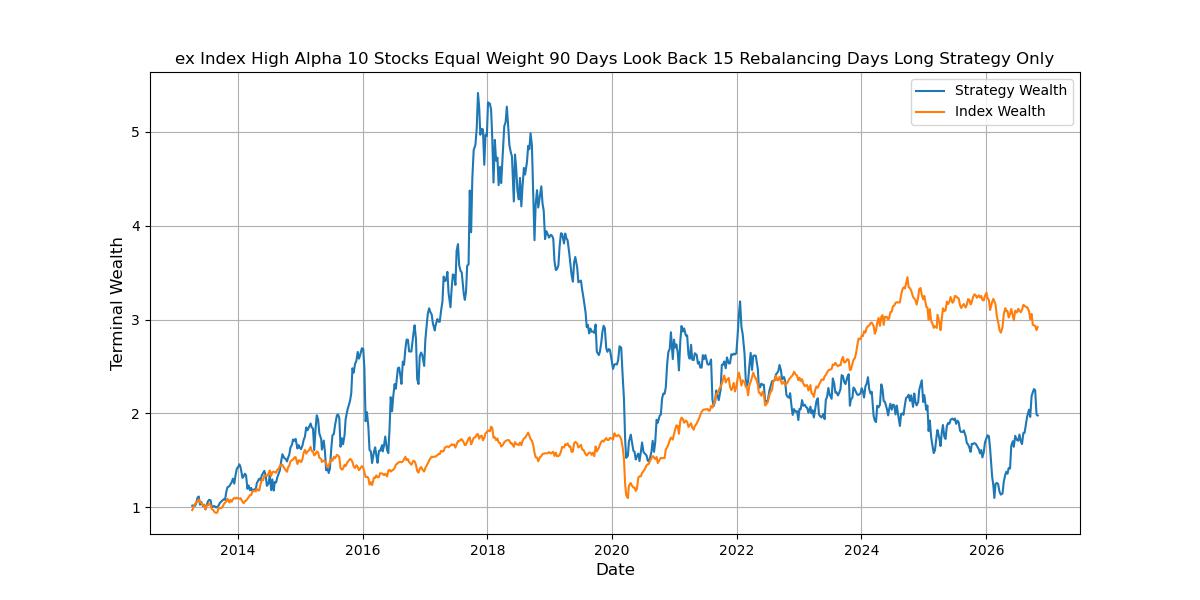 ex Index High Alpha 10 Stocks Equal Weight 90 Days Look Back 15 Rebalancing Days Long Strategy Only
Strategy Wealth
Index Wealth
5
4
3
2
1
Terminal Wealth
2014 2016 2018 2020 2022 2024 2026
Date